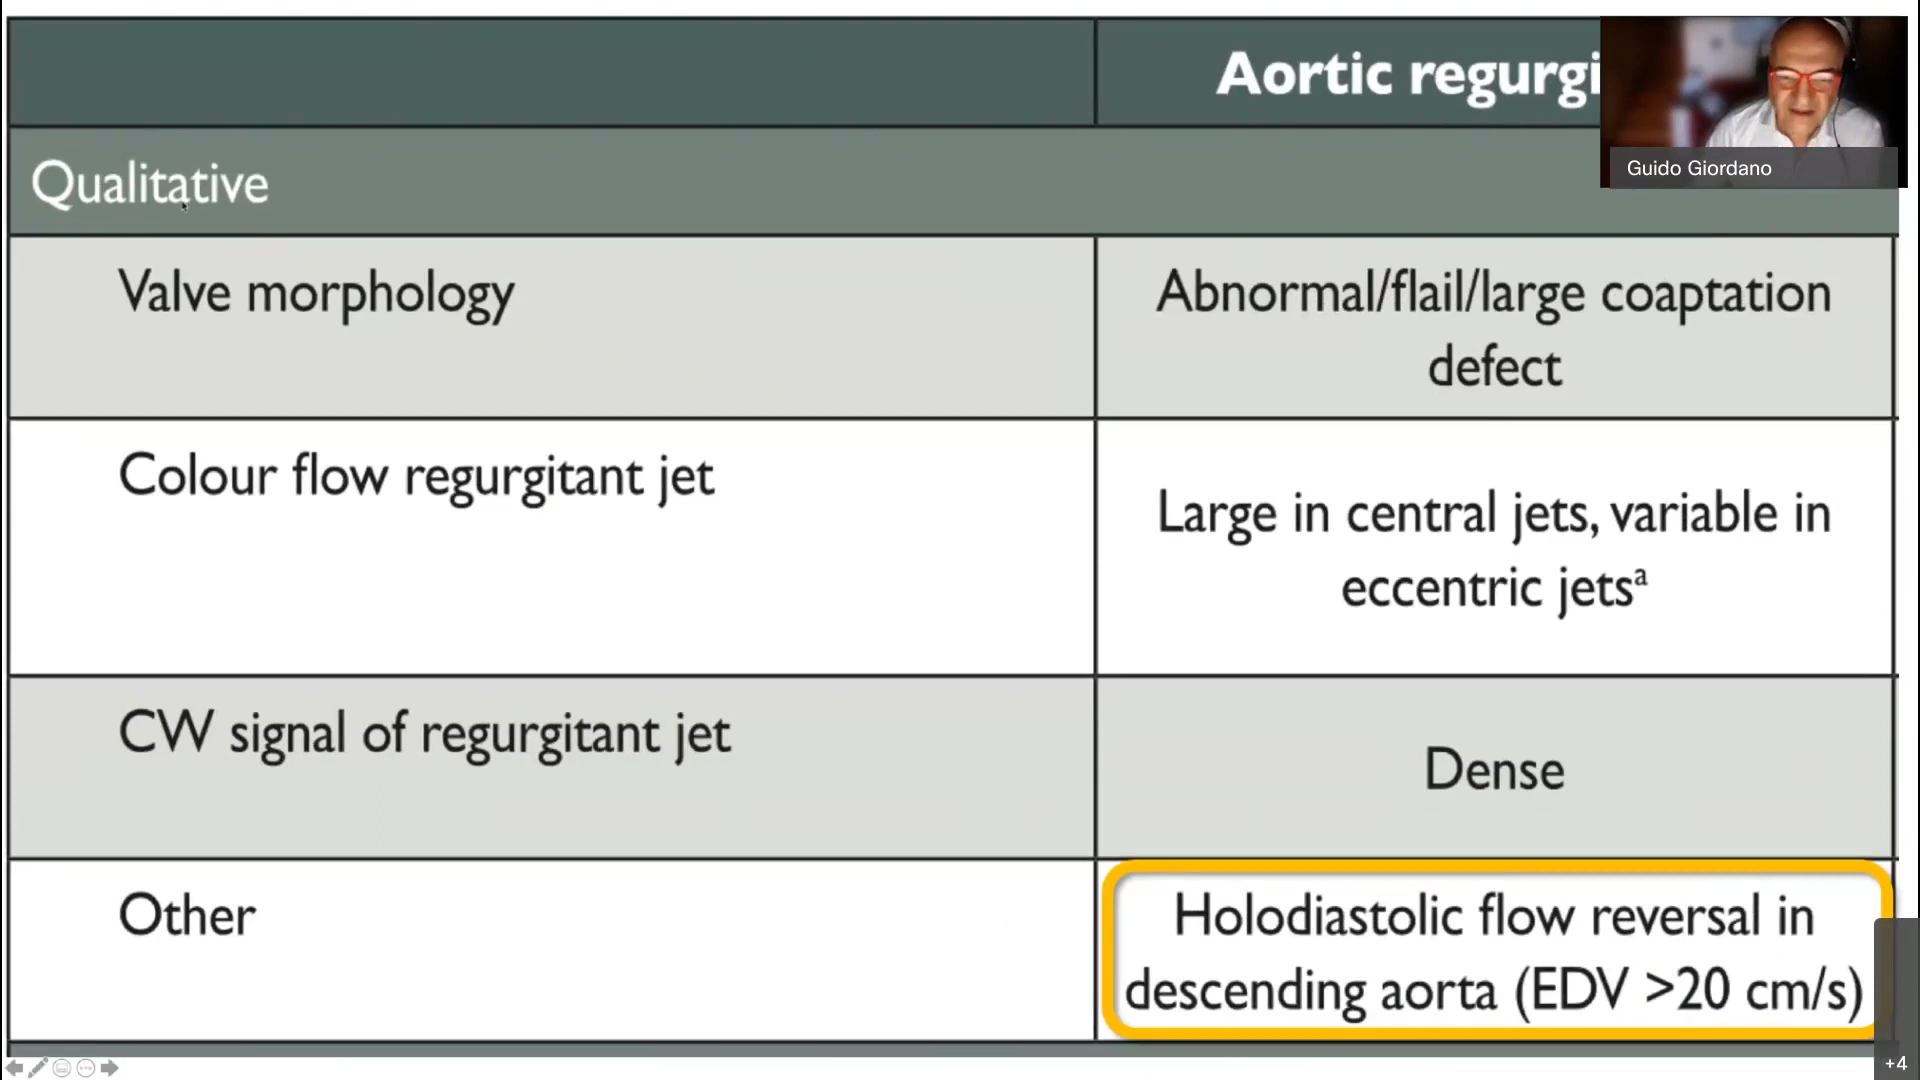 Aortic regurgi
Guido Giordano
Qualitative
Valve morphology
Abnormal/flail/large coaptation
defect
Colour flow regurgitant jet
Large in central jets, variable in
eccentric jetsᵃ
CW signal of regurgitant jet
Dense
Other
Holodiastolic flow reversal in
descending aorta (EDV >20 cm/s)
+4